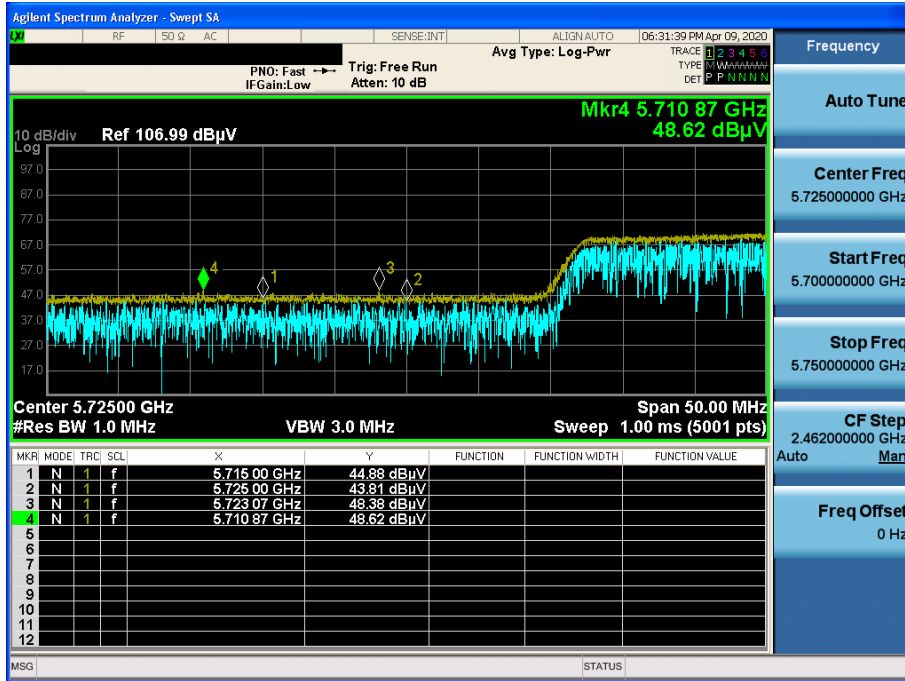 Agilent Spectrum Analyzer - Swept SA
LXI RF 50 Ω AC SENSE:INT ALIGN AUTO 06:31:39 PM Apr 09, 2020
PNO: Fast
IFGain:Low
Trig: Free Run
Atten: 10 dB
Avg Type: Log-Pwr
TRACE 1 2 3 4 5 6
TYPE M W W W W W
DET P P N N N N
Mkr4 5.710 87 GHz
48.62 dBµV
10 dB/div Ref 106.99 dBµV
Log
97.0
87.0
77.0
67.0
57.0
47.0
37.0
27.0
17.0
4
1
3
2
Center 5.72500 GHz Span 50.00 MHz
#Res BW 1.0 MHz VBW 3.0 MHz Sweep 1.00 ms (5001 pts)
MKR MODE TRC SCL X Y FUNCTION FUNCTION WIDTH FUNCTION VALUE
1 N 1 f 5.715 00 GHz 44.88 dBµV
2 N 1 f 5.725 00 GHz 43.81 dBµV
3 N 1 f 5.723 07 GHz 48.38 dBµV
4 N 1 f 5.710 87 GHz 48.62 dBµV
5
6
7
8
9
10
11
12
MSG STATUS
Frequency
Auto Tune
Center Freq
5.725000000 GHz
Start Freq
5.700000000 GHz
Stop Freq
5.750000000 GHz
CF Step
2.462000000 GHz
Auto Man
Freq Offset
0 Hz